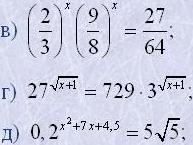 в) (2/3)^x (9/8)^x = 27/64;
г) 27^√(x+1) = 729 · 3^√(x+1);
д) 0,2^(x²+7x+4,5) = 5√5;